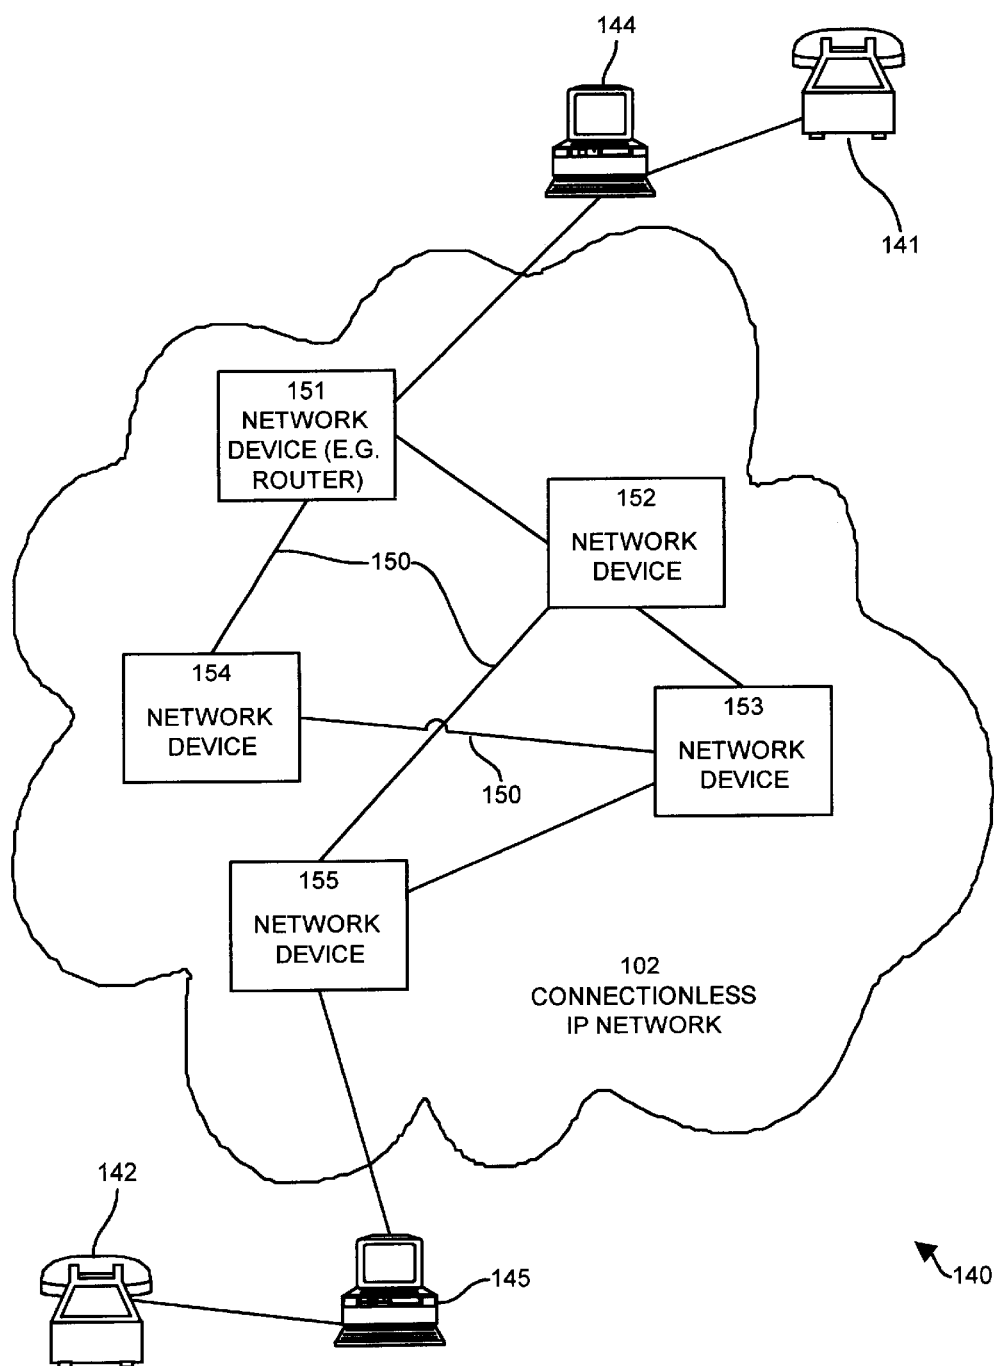 144
141
151
NETWORK
DEVICE (E.G.
ROUTER)
152
NETWORK
DEVICE
150
154
NETWORK
DEVICE
153
NETWORK
DEVICE
150
155
NETWORK
DEVICE
102
CONNECTIONLESS
IP NETWORK
142
145
140